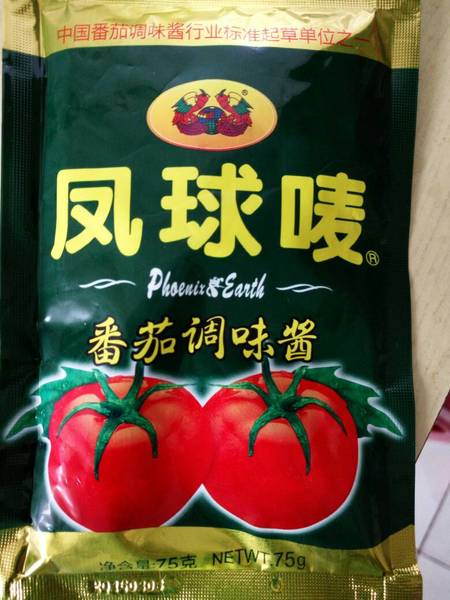 中国番茄调味酱行业标准起草单位之一
®
凤球唛®
Phoenix & Earth
番茄调味酱
净含量:75克 NETWT.75g